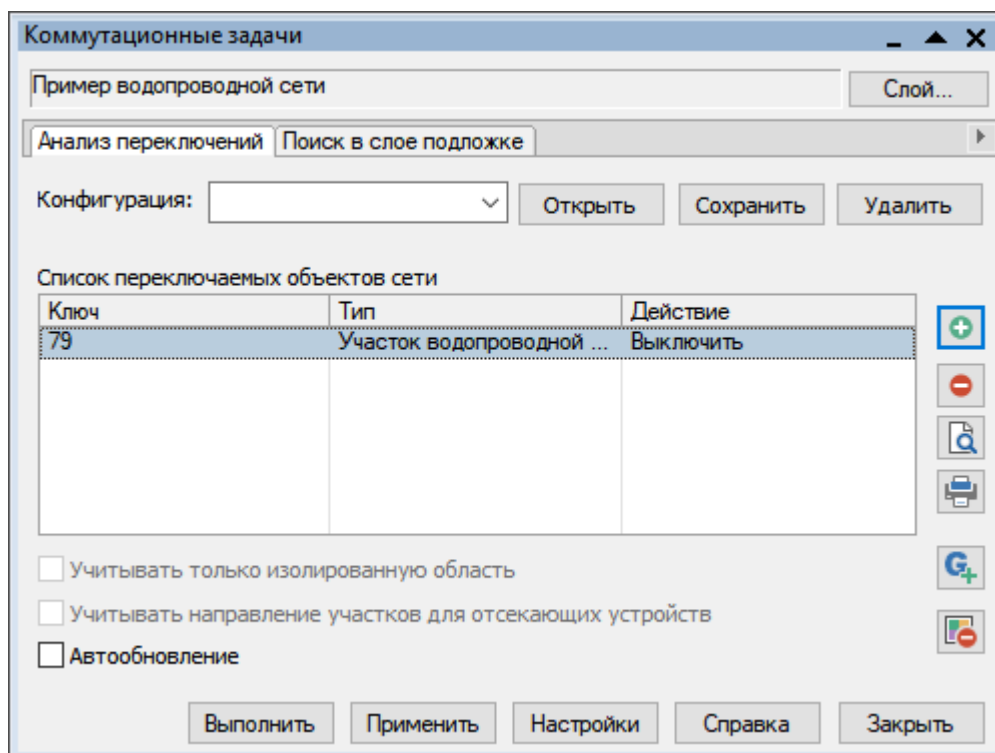 Коммутационные задачи
Пример водопроводной сети Слой...
Анализ переключений Поиск в слое подложке
Конфигурация: Открыть Сохранить Удалить
Список переключаемых объектов сети
Ключ Тип Действие
79 Участок водопроводной ... Выключить
Учитывать только изолированную область
Учитывать направление участков для отсекающих устройств
Автообновление
Выполнить Применить Настройки Справка Закрыть